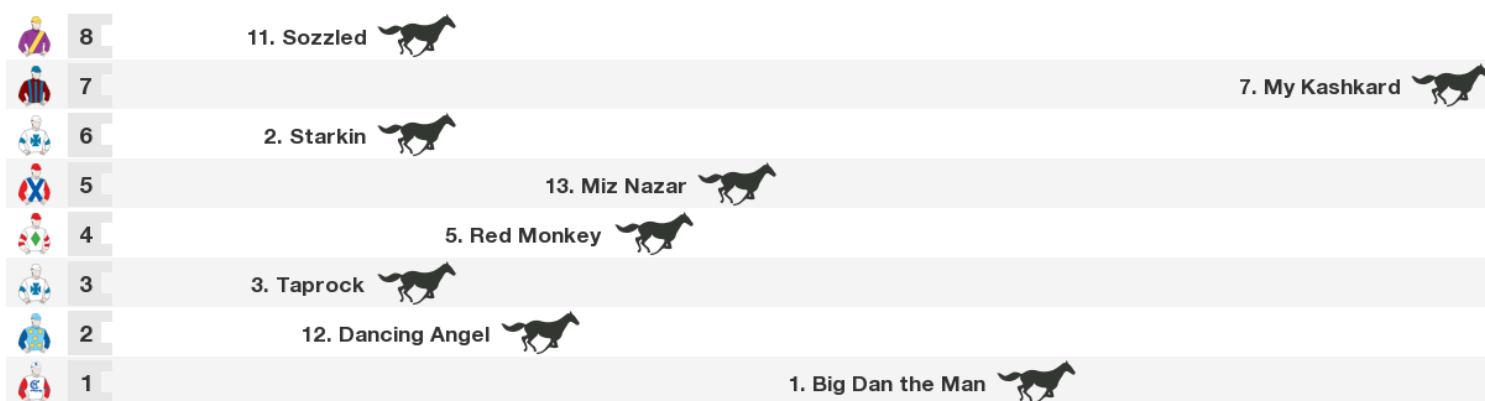 8 11. Sozzled
7 7. My Kashkard
6 2. Starkin
5 13. Miz Nazar
4 5. Red Monkey
3 3. Taprock
2 12. Dancing Angel
1 1. Big Dan the Man